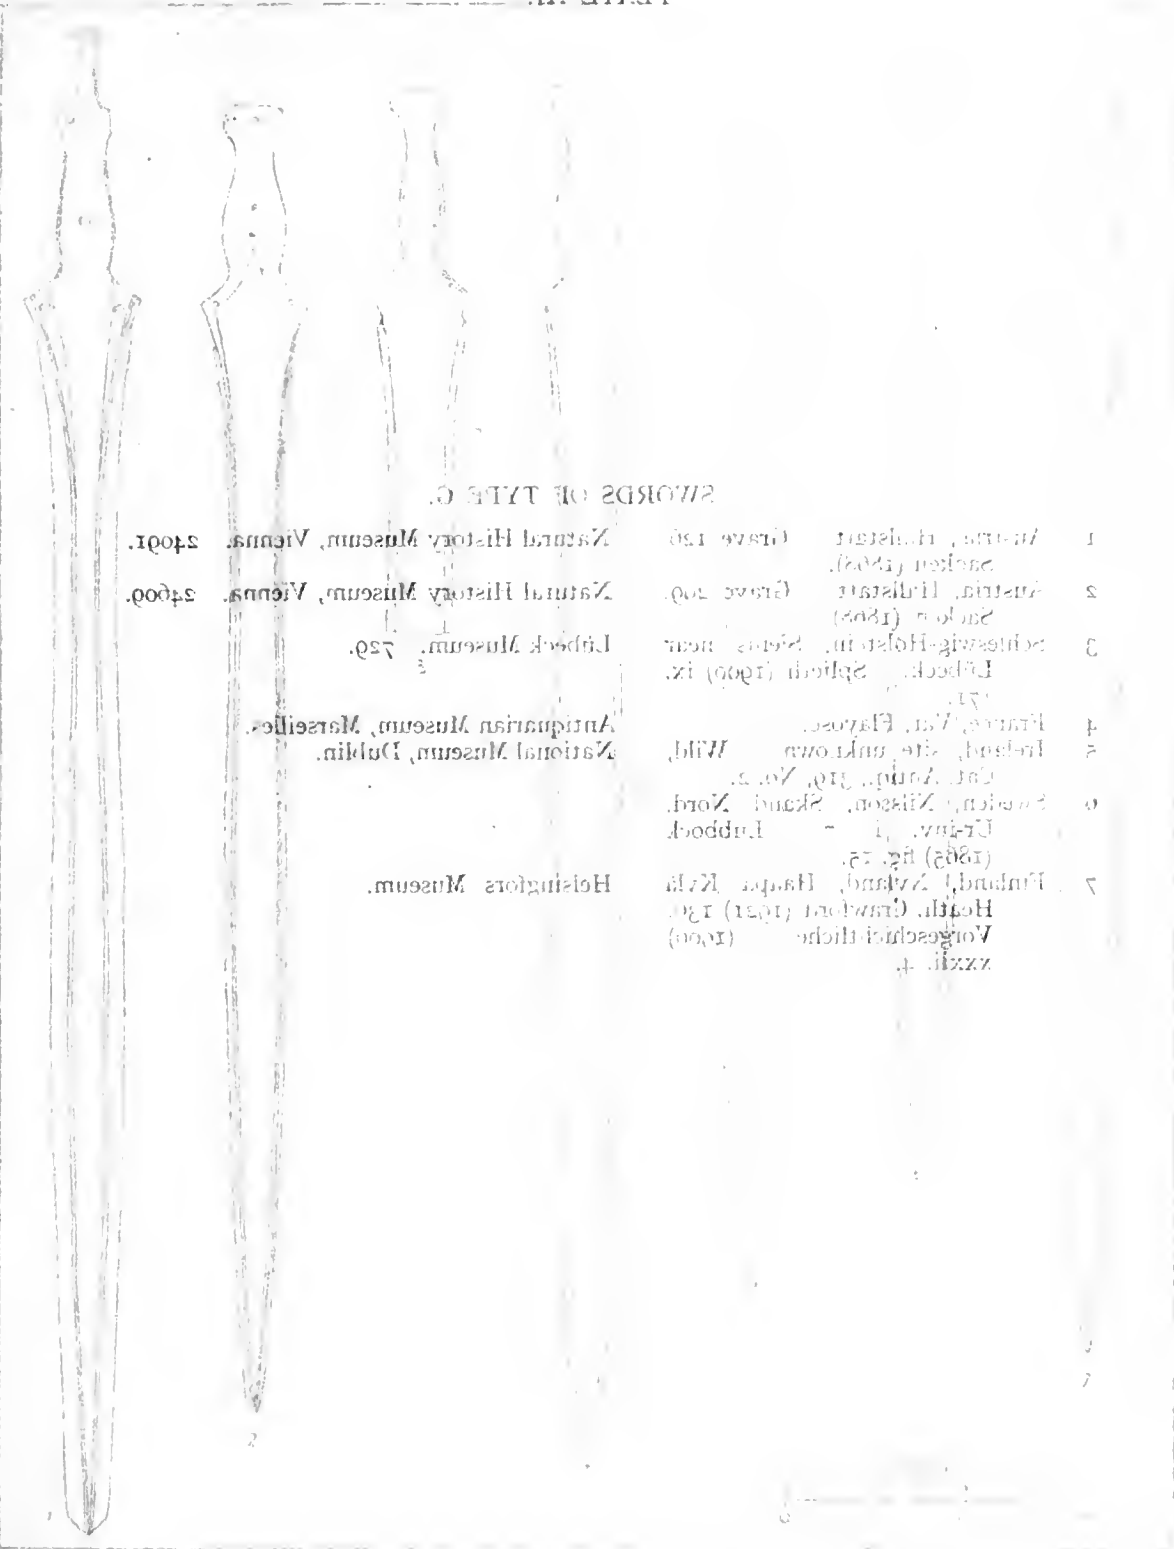 SWORDS OF TYPE G.
1 Austria, Hallstatt Grave 126 Natural History Museum, Vienna. 24091.
Sacken (1868).
2 Austria, Hallstatt Grave 209. Natural History Museum, Vienna. 24609.
Sacken (1868)
3 Schleswig-Holstein, near Lübeck Museum. 729.
Lübeck. Splieth (1900) ix.
171.
4 France, Var, Flayosc. Antiquarian Museum, Marseilles.
5 Ireland, site unknown Wild, National Museum, Dublin.
Cat. Antiq., 319, No. 2.
6 Sweden, Nilsson, Skand Nord.
Ur-inv. Lubbock
(1865) fig. 15.
7 Finland, Nyland, Haapa Kylä Helsingfors Museum.
Heath. Crawford (1921)
Vorgeschichtliche (1900)
xxxii. 4.
1
2